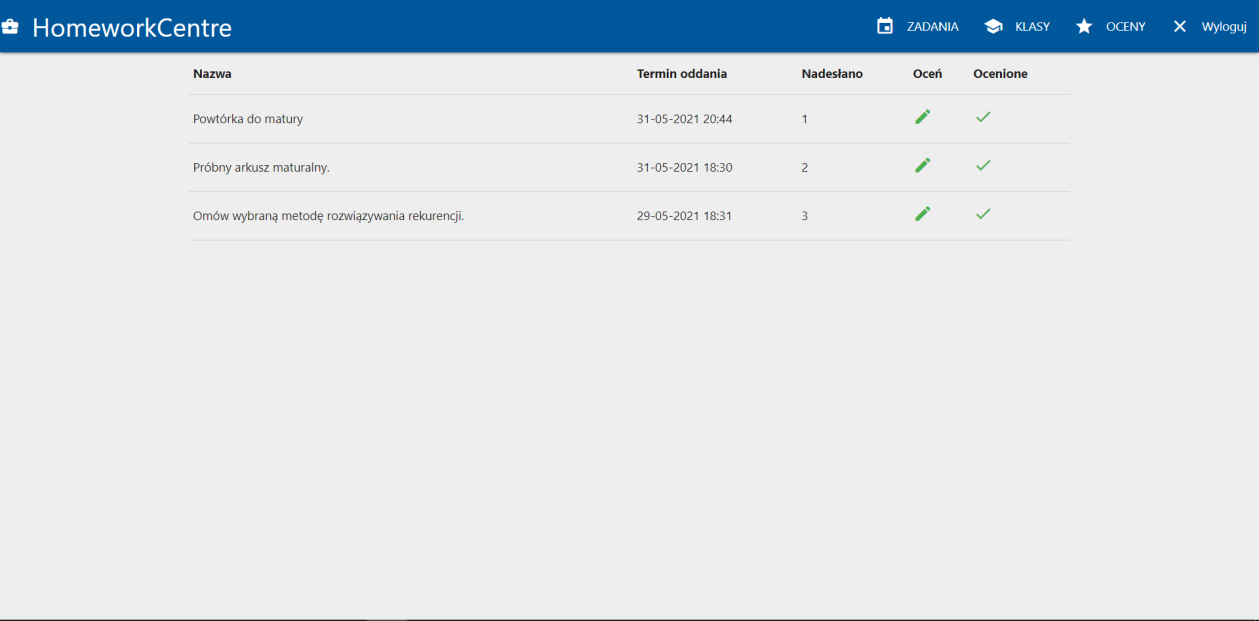 HomeworkCentre ZADANIA KLASY OCENY Wyloguj
Nazwa Termin oddania Nadesłano Oceń Ocenione
Powtórka do matury 31-05-2021 20:44 1
Próbny arkusz maturalny. 31-05-2021 18:30 2
Omów wybraną metodę rozwiązywania rekurencji. 29-05-2021 18:31 3